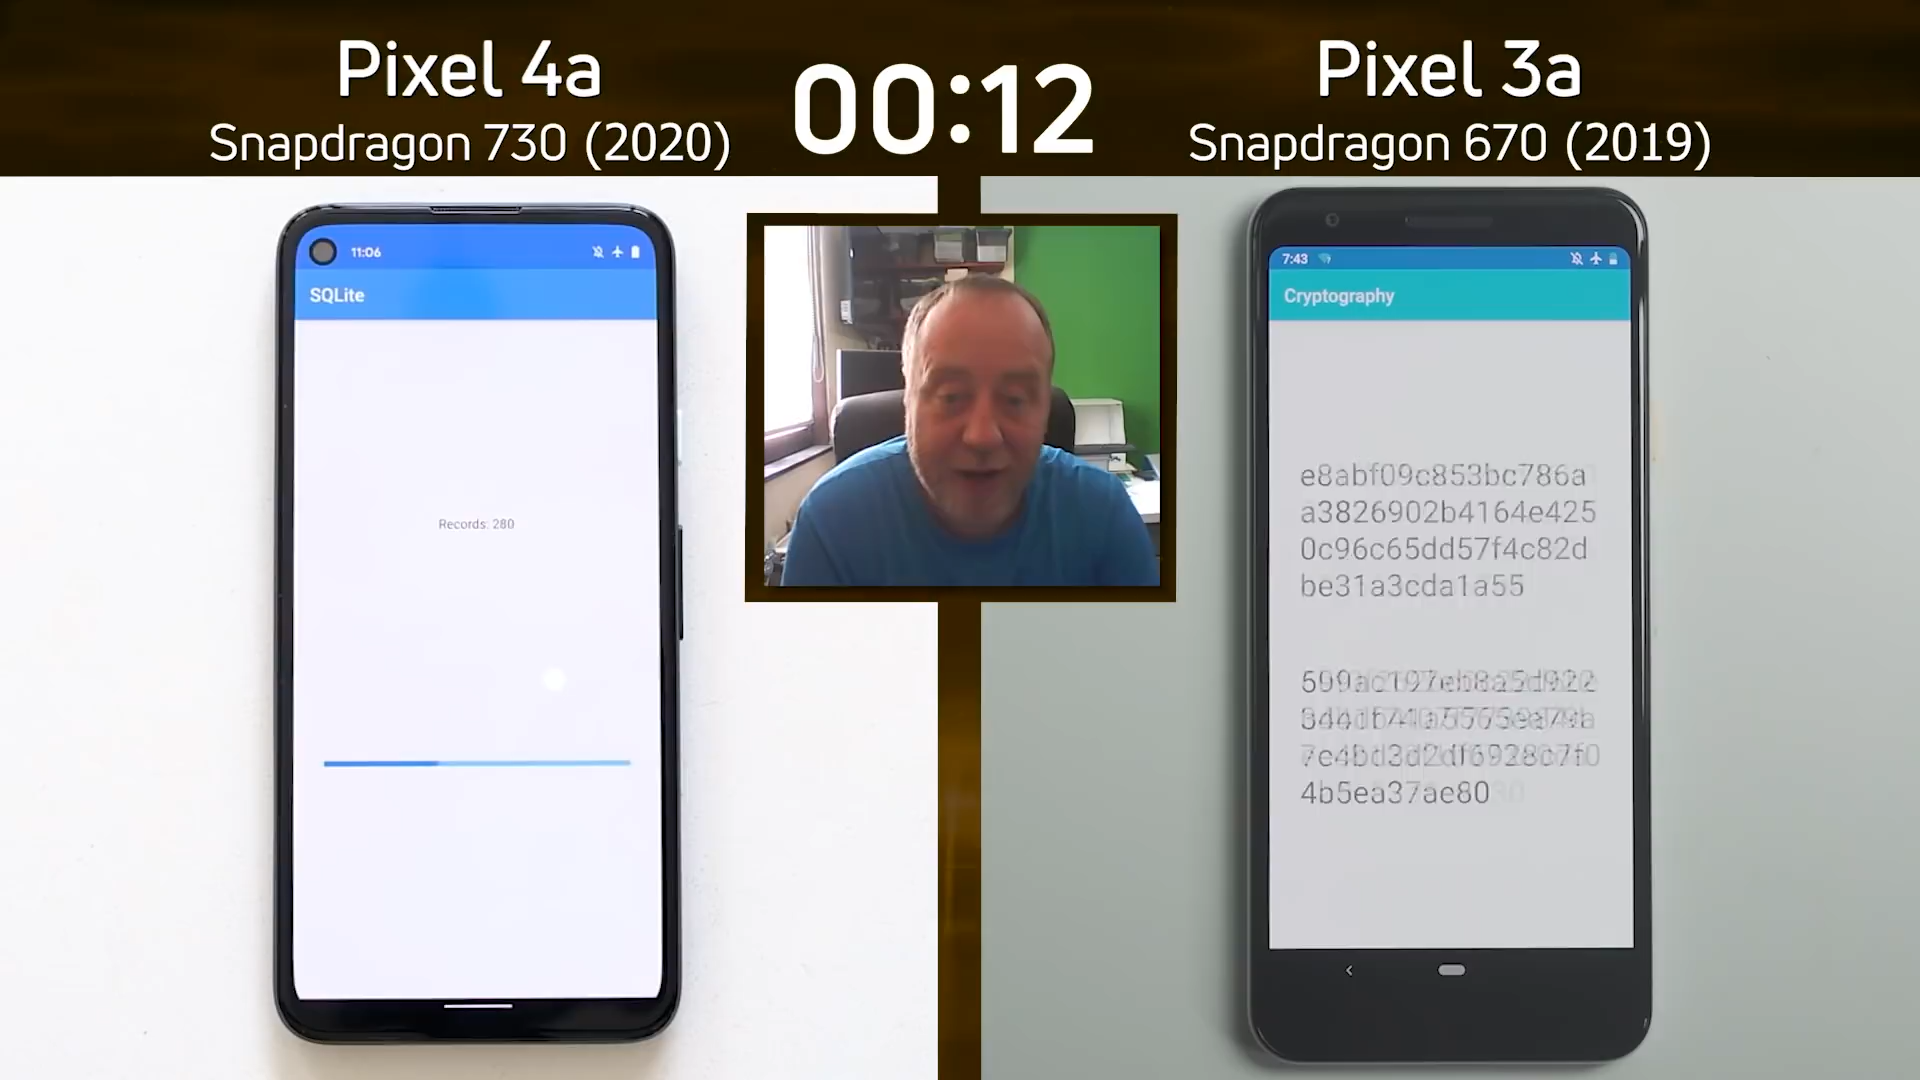 Pixel 4a
Snapdragon 730 (2020)
00:12
Pixel 3a
Snapdragon 670 (2019)
11:06
SQLite
Records: 280
7:43
Cryptography
e8abf09c853bc786a
a3826902b4164e425
0c96c65dd57f4c82d
be31a3cda1a55
4b5ea37ae80